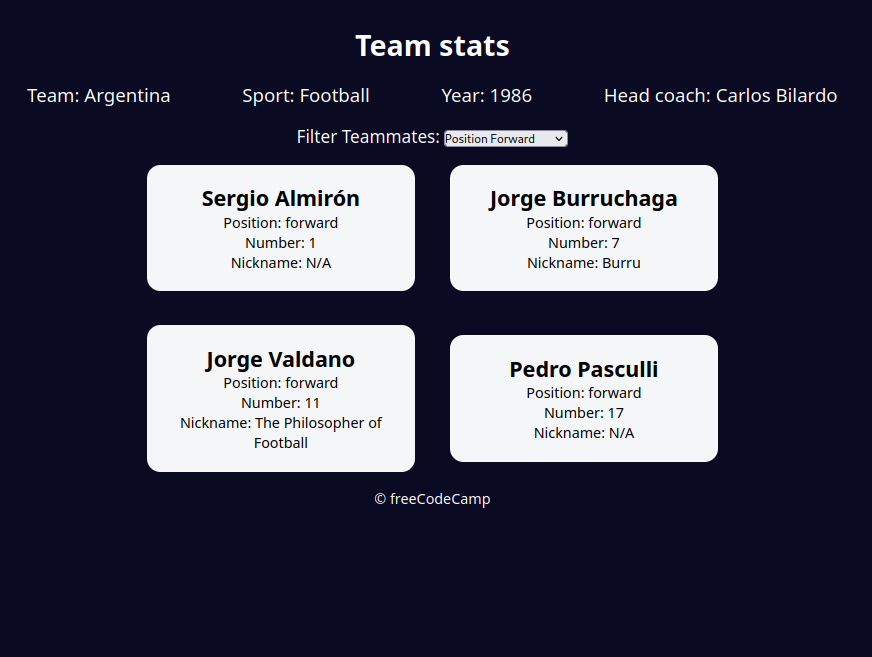 Team stats
Team: Argentina Sport: Football Year: 1986 Head coach: Carlos Bilardo
Filter Teammates: Position Forward
Sergio Almirón
Position: forward
Number: 1
Nickname: N/A
Jorge Burruchaga
Position: forward
Number: 7
Nickname: Burru
Jorge Valdano
Position: forward
Number: 11
Nickname: The Philosopher of
Football
Pedro Pasculli
Position: forward
Number: 17
Nickname: N/A
© freeCodeCamp